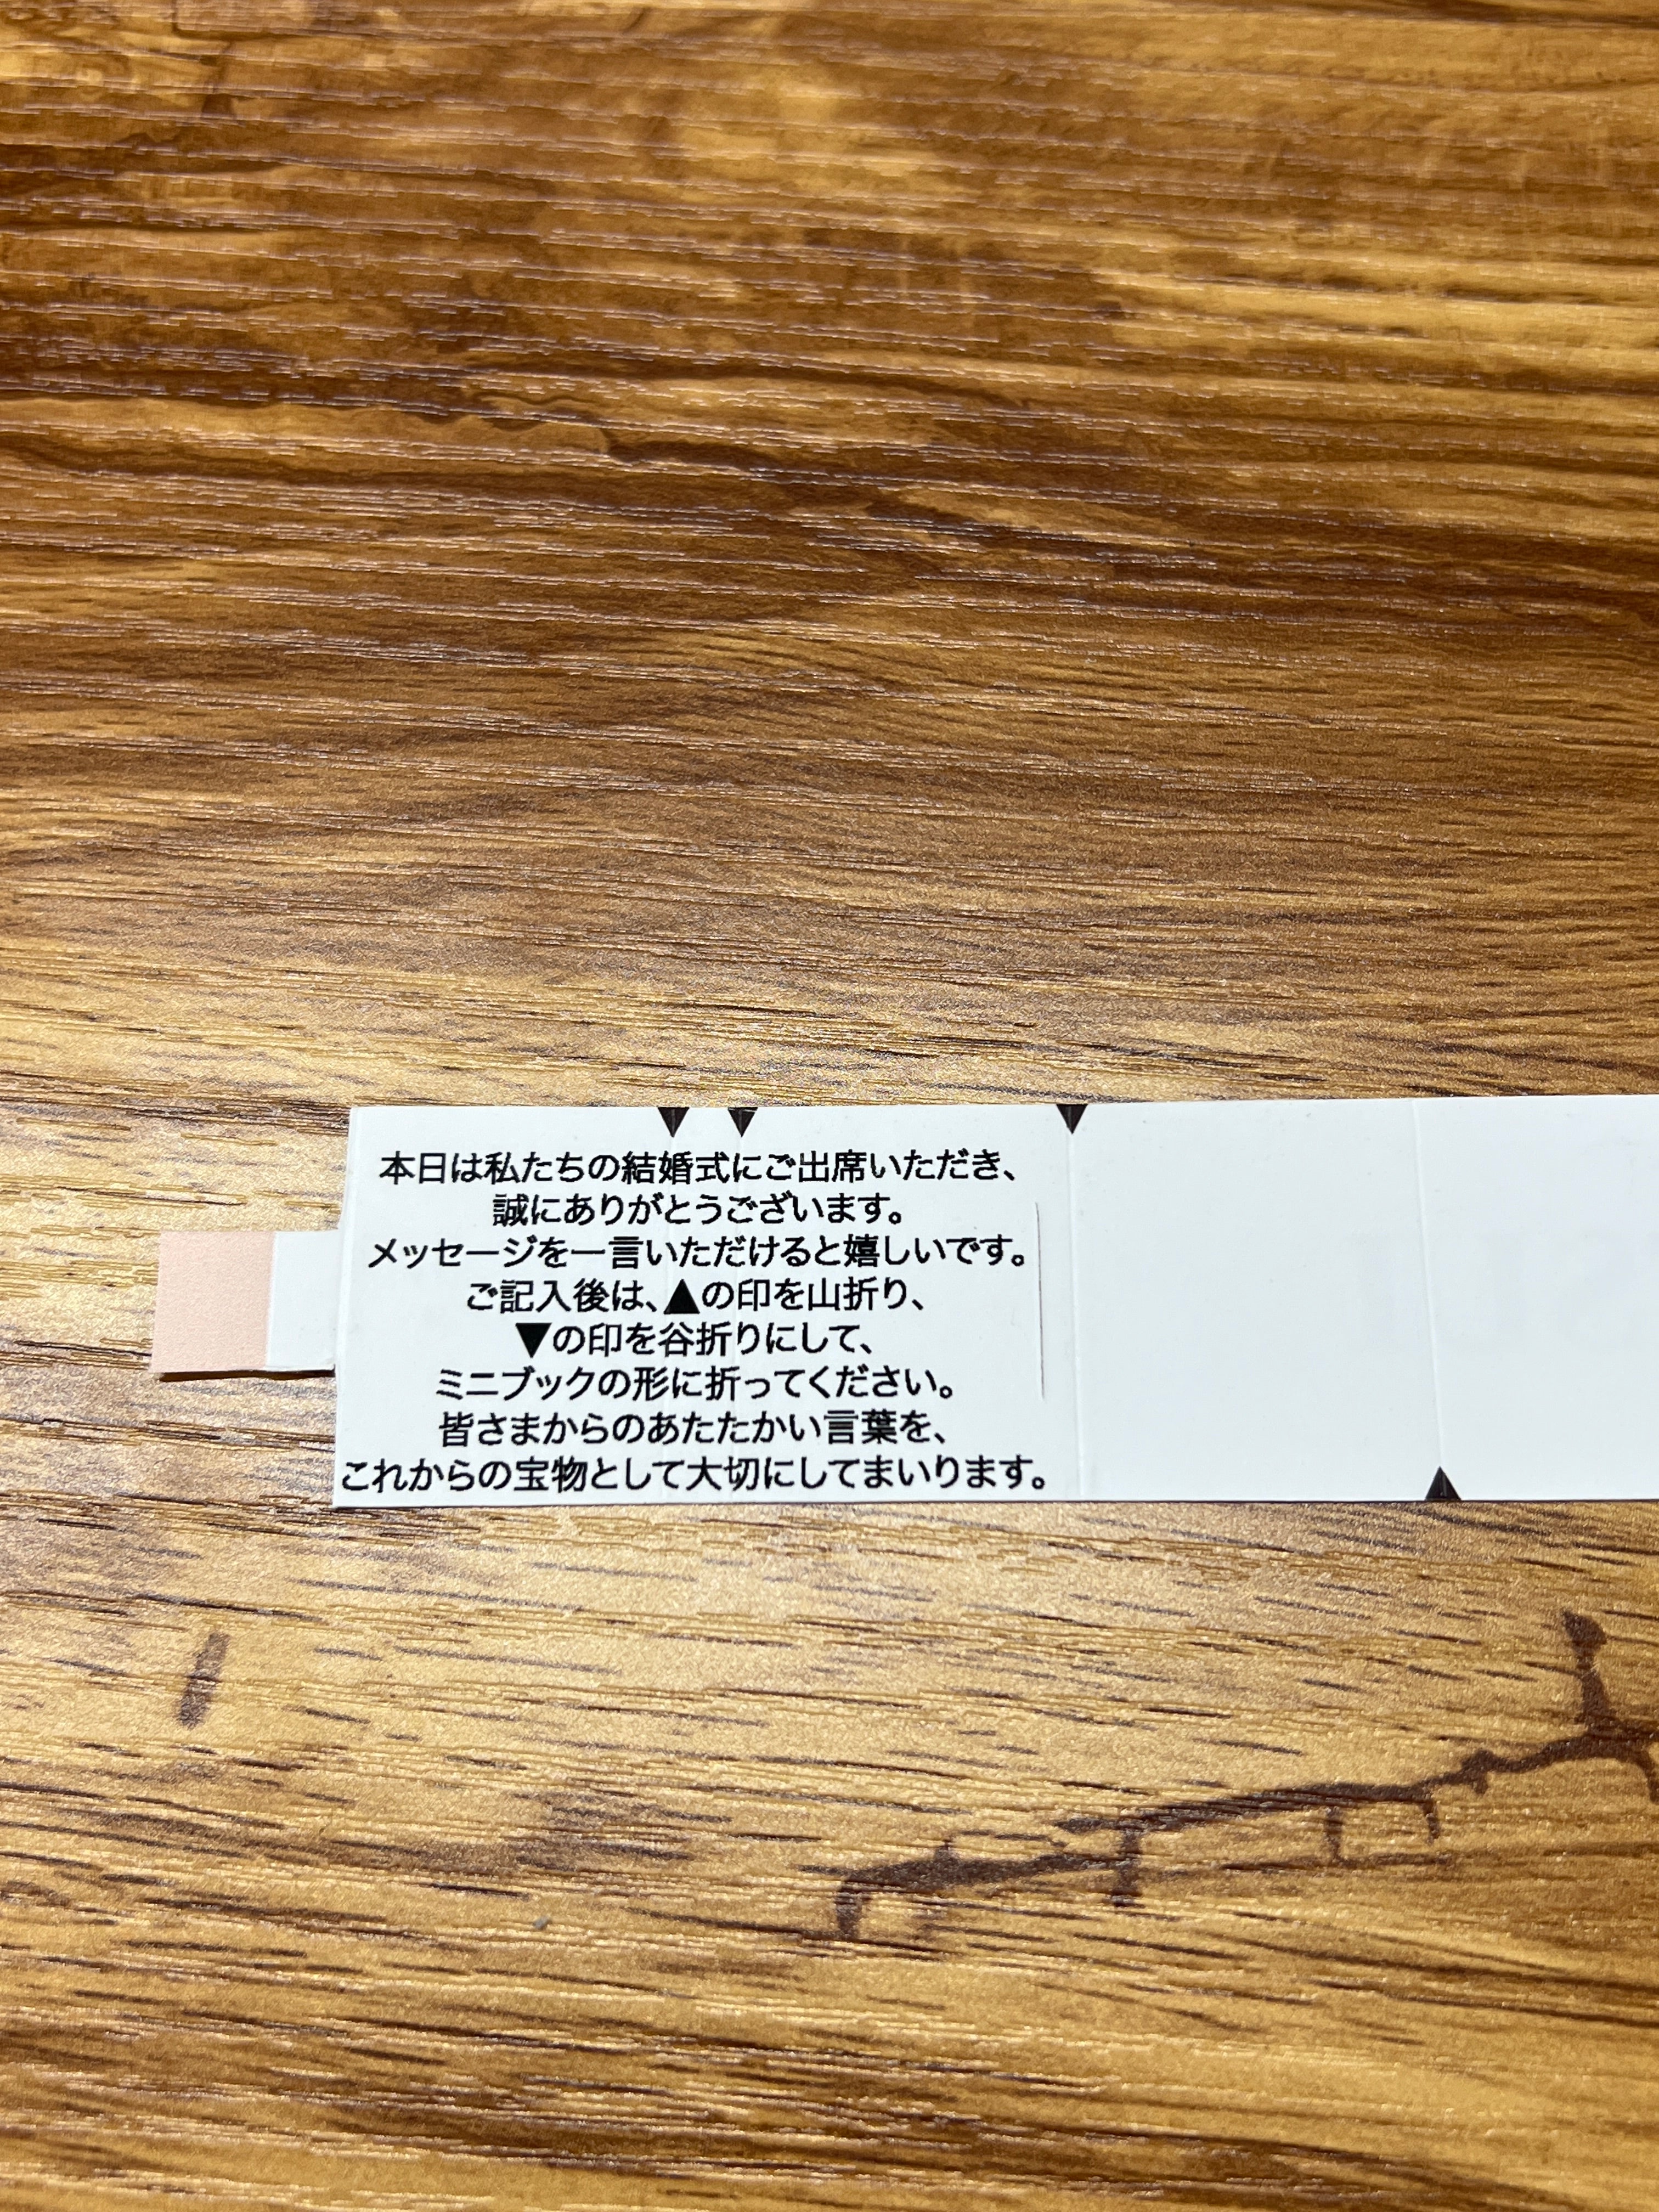 本日は私たちの結婚式にご出席いただき、
誠にありがとうございます。
メッセージを一言いただけると嬉しいです。
ご記入後は、▲の印を山折り、
▼の印を谷折りにして、
ミニブックの形に折ってください。
皆さまからのあたたかい言葉を、
これからの宝物として大切にしてまいります。